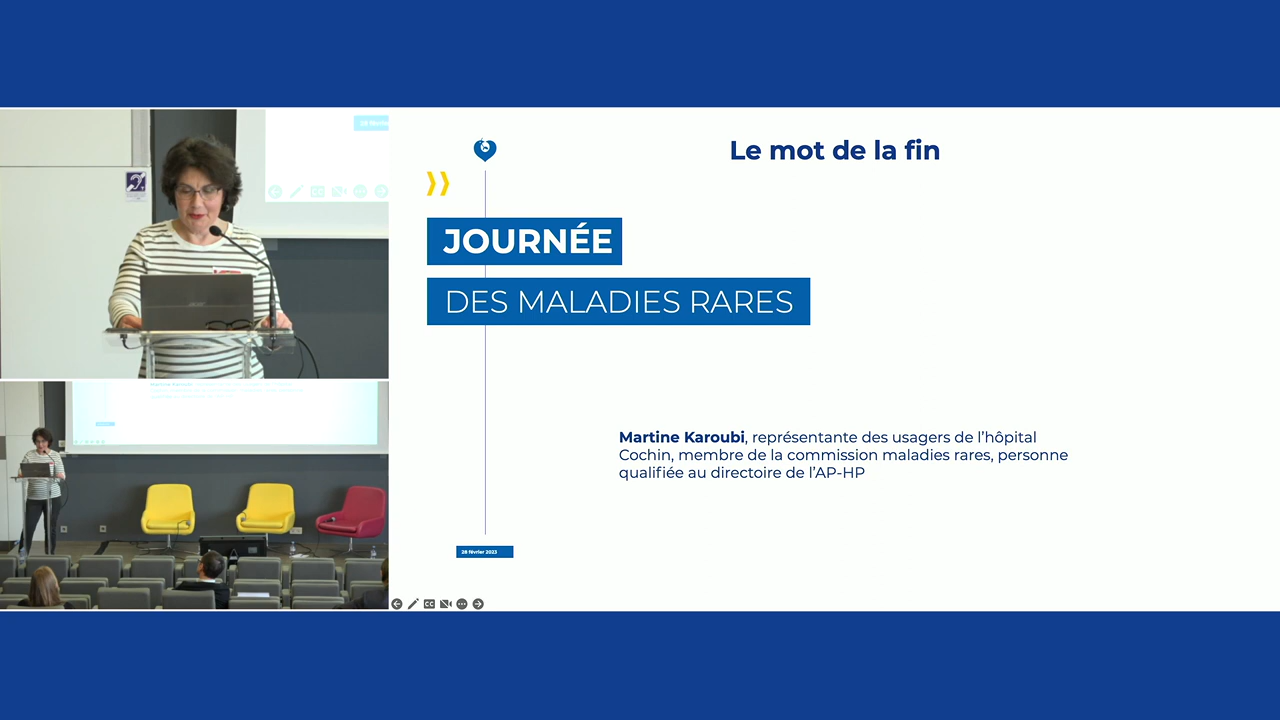 Le mot de la fin
JOURNÉE
DES MALADIES RARES
Martine Karoubi, représentante des usagers de l'hôpital
Cochin, membre de la commission maladies rares, personne
qualifiée au directoire de l'AP-HP
28 février 2023
CC